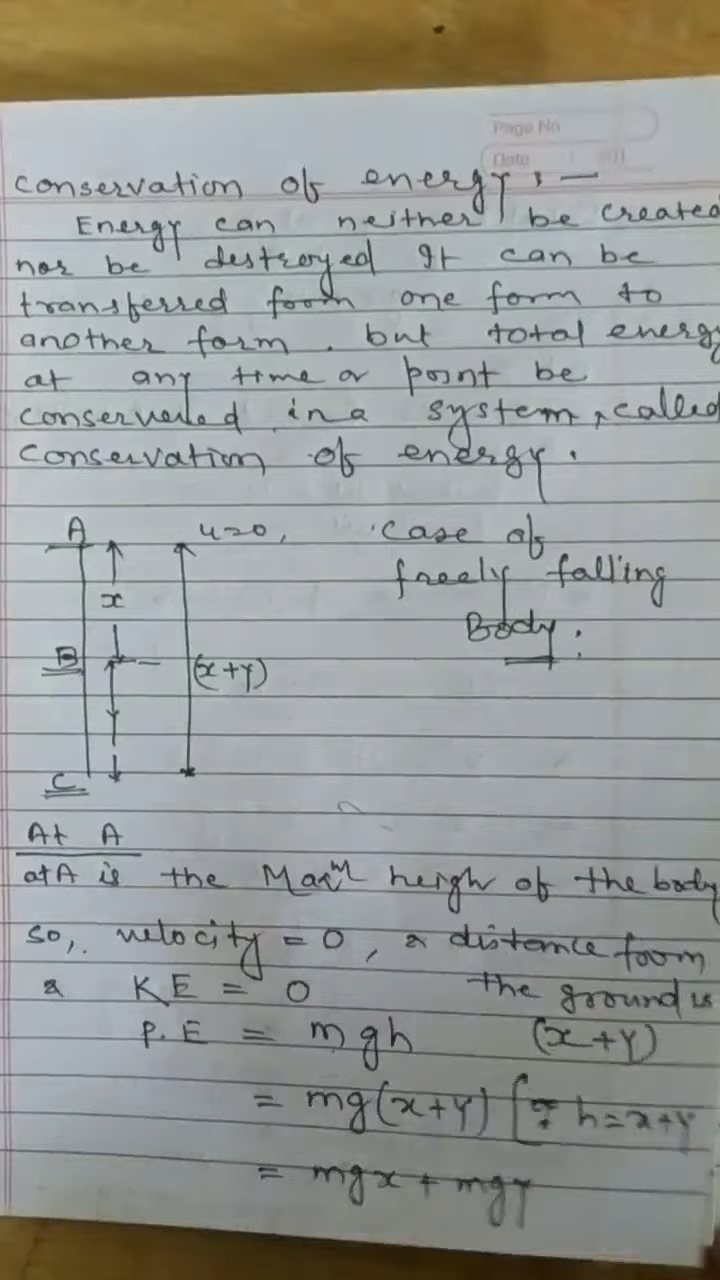 Page No
Date
conservation of energy : —
Energy can neither be created
nor be destroyed It can be
transferred from one form to
another form. but total energy
at any time or point be
conserved in a system, called
conservation of energy.
A u=0, case of
freely falling
x
Body:
B (x+y)
C
At A
at A is the Maxm heigh of the body
so, velocity = 0, & distance from
& KE = 0 the ground is
P.E = mgh (x+y)
= mg(x+y) [∵ h=x+y
= mgx + mgy